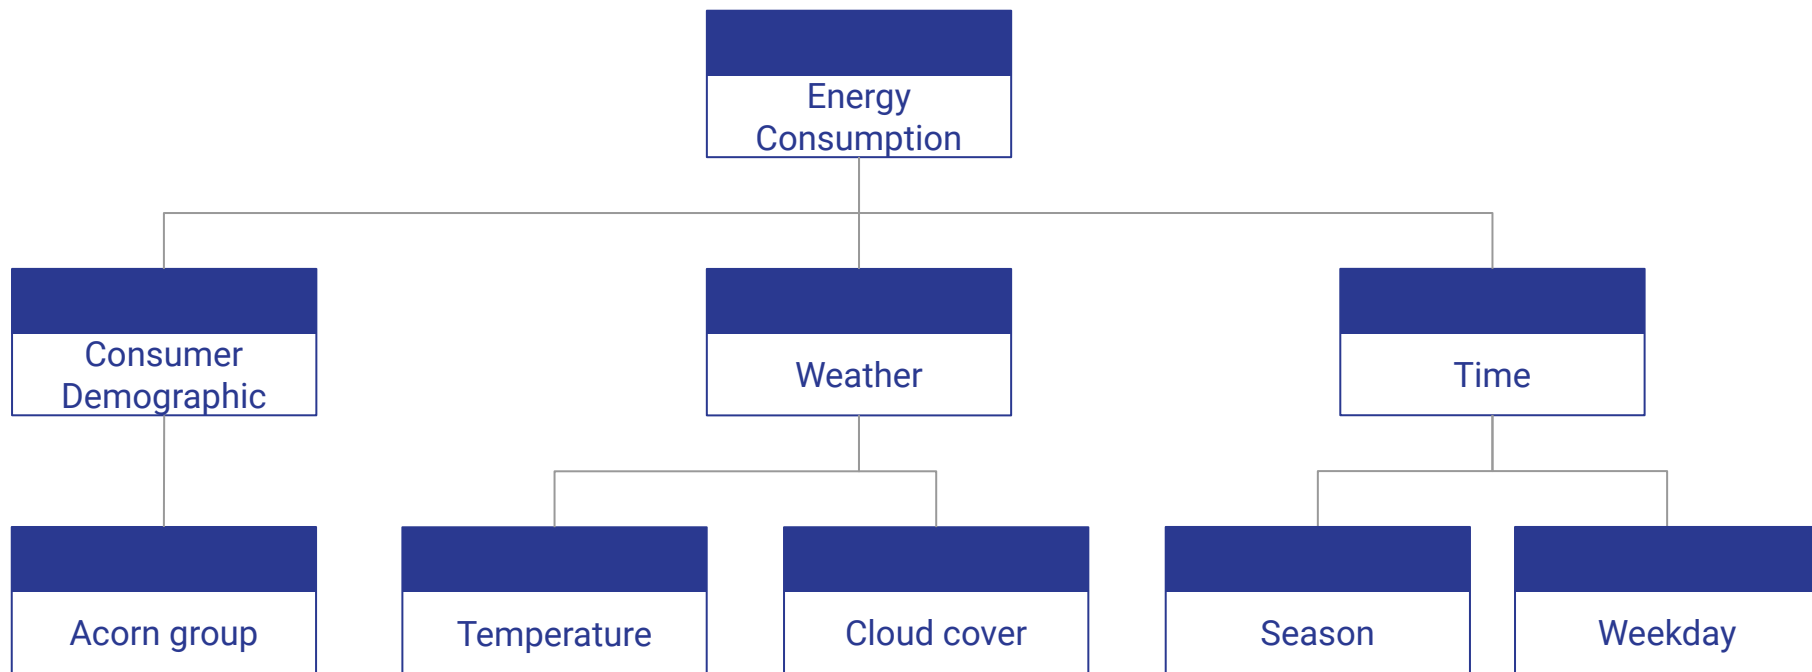 Energy
Consumption
Consumer
Demographic
Weather
Time
Acorn group
Temperature
Cloud cover
Season
Weekday